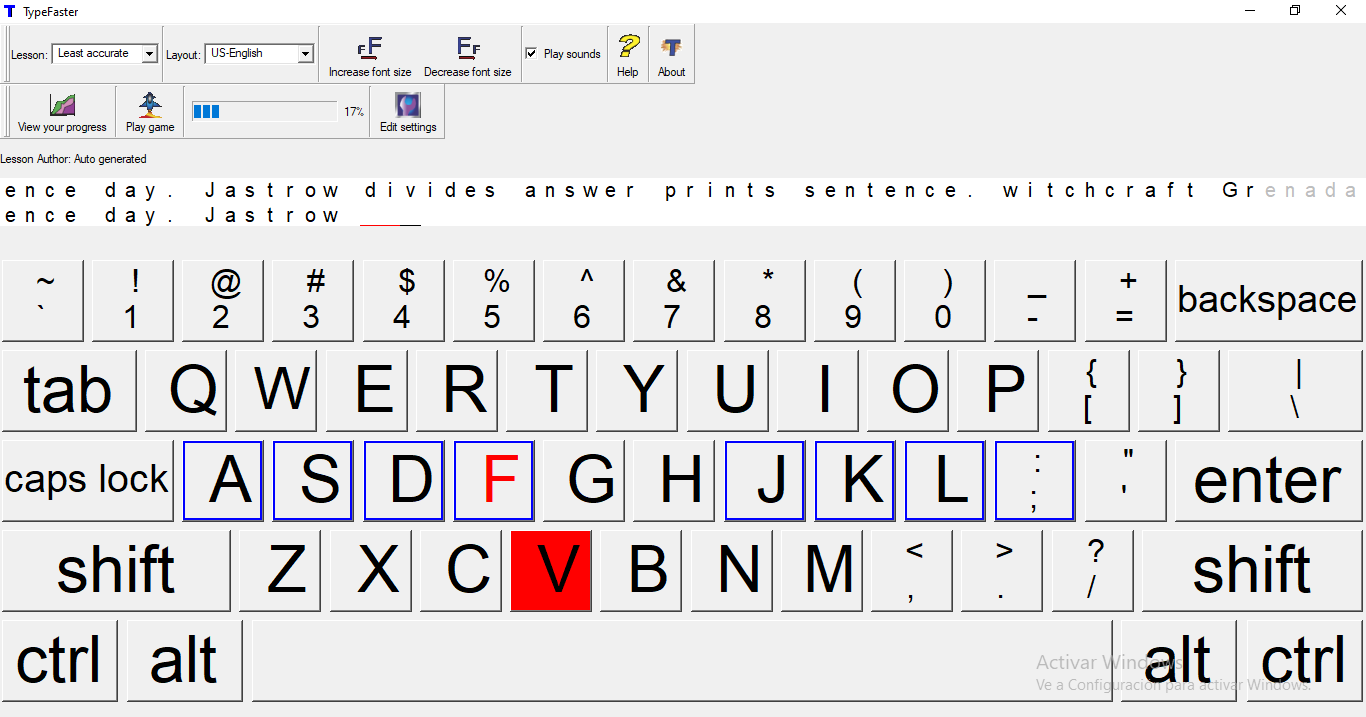 TypeFaster
Lesson: Least accurate Layout: US-English Increase font size Decrease font size Play sounds Help About
View your progress Play game 17% Edit settings
Lesson Author: Auto generated
ence day. Jastrow divides answer prints sentence. witchcraft Grenada
ence day. Jastrow
~ ! @ # $ % ^ & * ( ) _ +
` 1 2 3 4 5 6 7 8 9 0 - = backspace
tab Q W E R T Y U I O P { } |
[ ] \
caps lock A S D F G H J K L : " enter
; '
shift Z X C V B N M < > ? shift
, . /
ctrl alt alt ctrl
Activar Windows
Ve a Configuración para activar Windows.